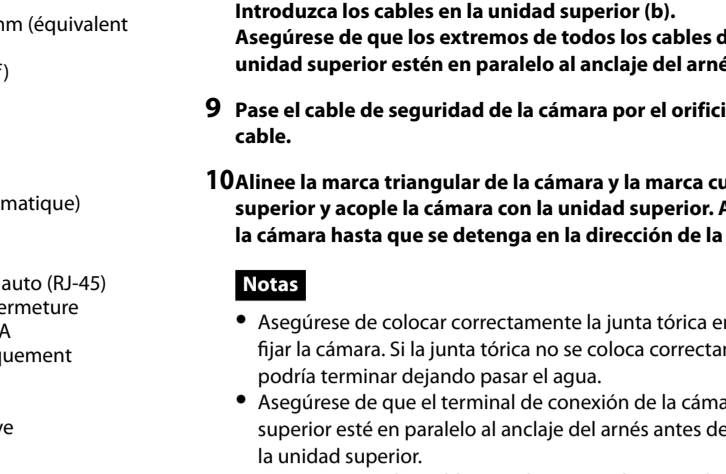 mm (équivalent
)
matique)
auto (RJ-45)
ermeture
A
quement
ve
Introduzca los cables en la unidad superior (b).
Asegúrese de que los extremos de todos los cables d
unidad superior estén en paralelo al anclaje del arné
9 Pase el cable de seguridad de la cámara por el orifici
cable.
10 Alinee la marca triangular de la cámara y la marca cu
superior y acople la cámara con la unidad superior. A
la cámara hasta que se detenga en la dirección de la
Notas
• Asegúrese de colocar correctamente la junta tórica en
fijar la cámara. Si la junta tórica no se coloca correctar
podría terminar dejando pasar el agua.
• Asegúrese de que el terminal de conexión de la cáma
superior esté en paralelo al anclaje del arnés antes de
la unidad superior.